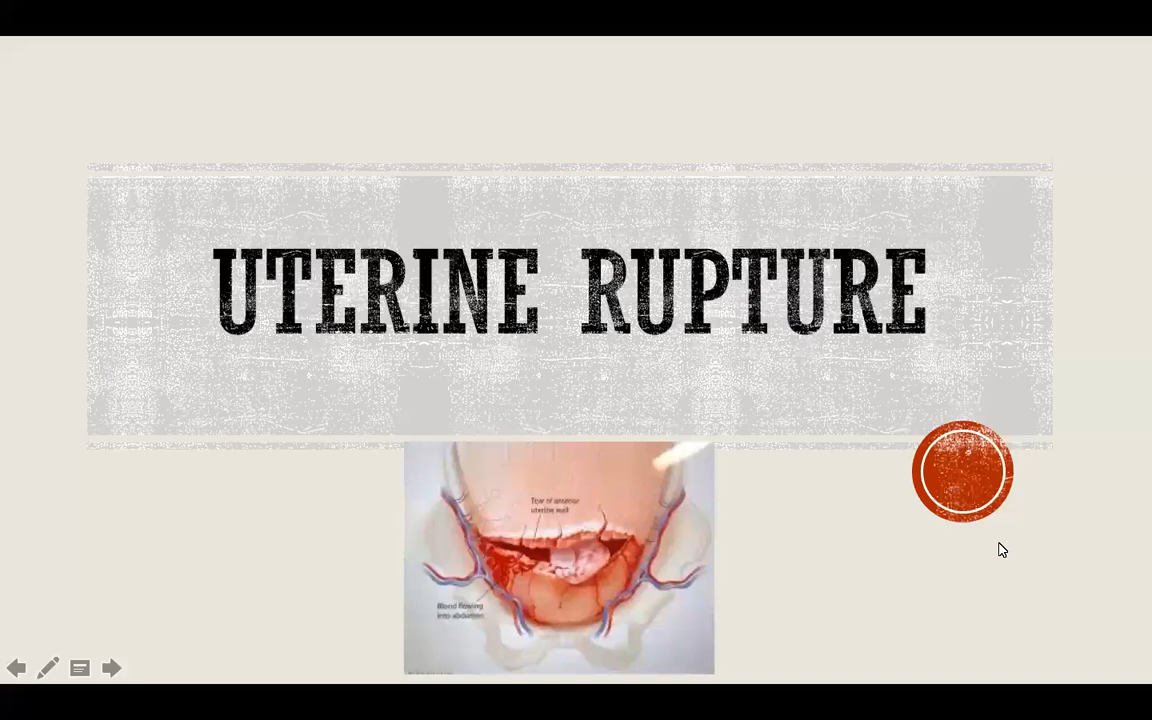 UTERINE RUPTURE
Tear of anterior
uterine wall
Blood flowing
into abdomen